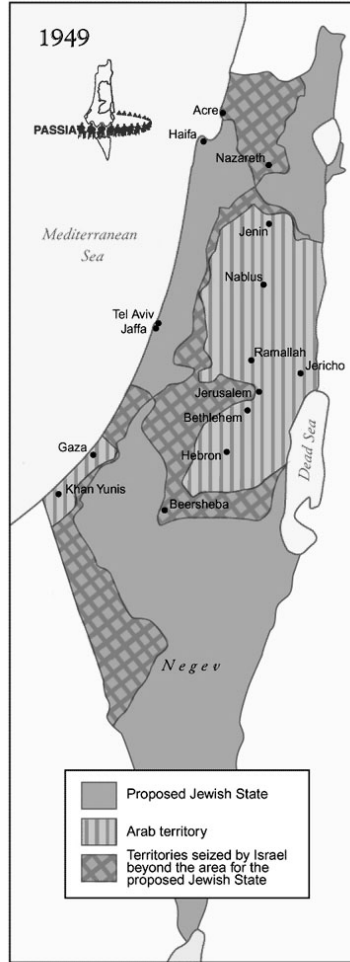 1949
PASSIA
Acre
Haifa
Nazareth
Mediterranean
Sea
Jenin
Nablus
Tel Aviv
Jaffa
Ramallah
Jericho
Jerusalem
Bethlehem
Gaza
Hebron
Dead Sea
Khan Yunis
Beersheba
Negev
Proposed Jewish State
Arab territory
Territories seized by Israel
beyond the area for the
proposed Jewish State